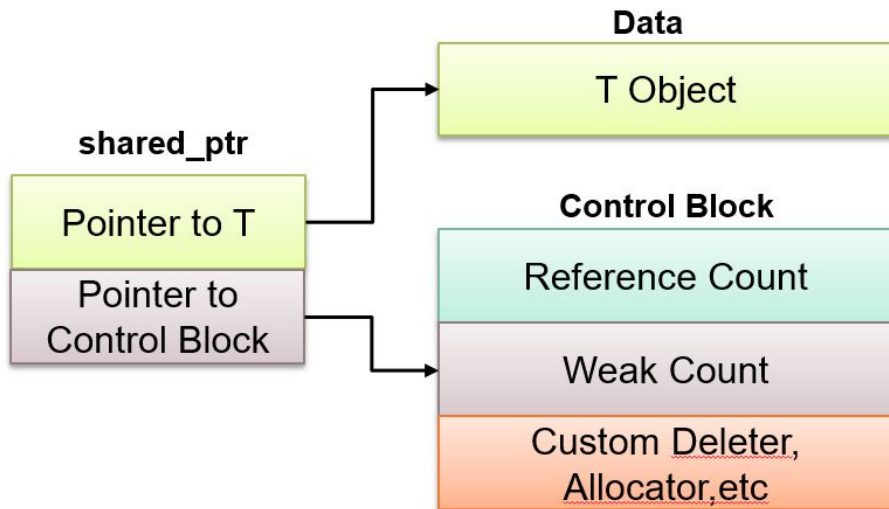 Data
T Object
shared_ptr
Pointer to T
Pointer to
Control Block
Control Block
Reference Count
Weak Count
Custom Deleter,
Allocator,etc